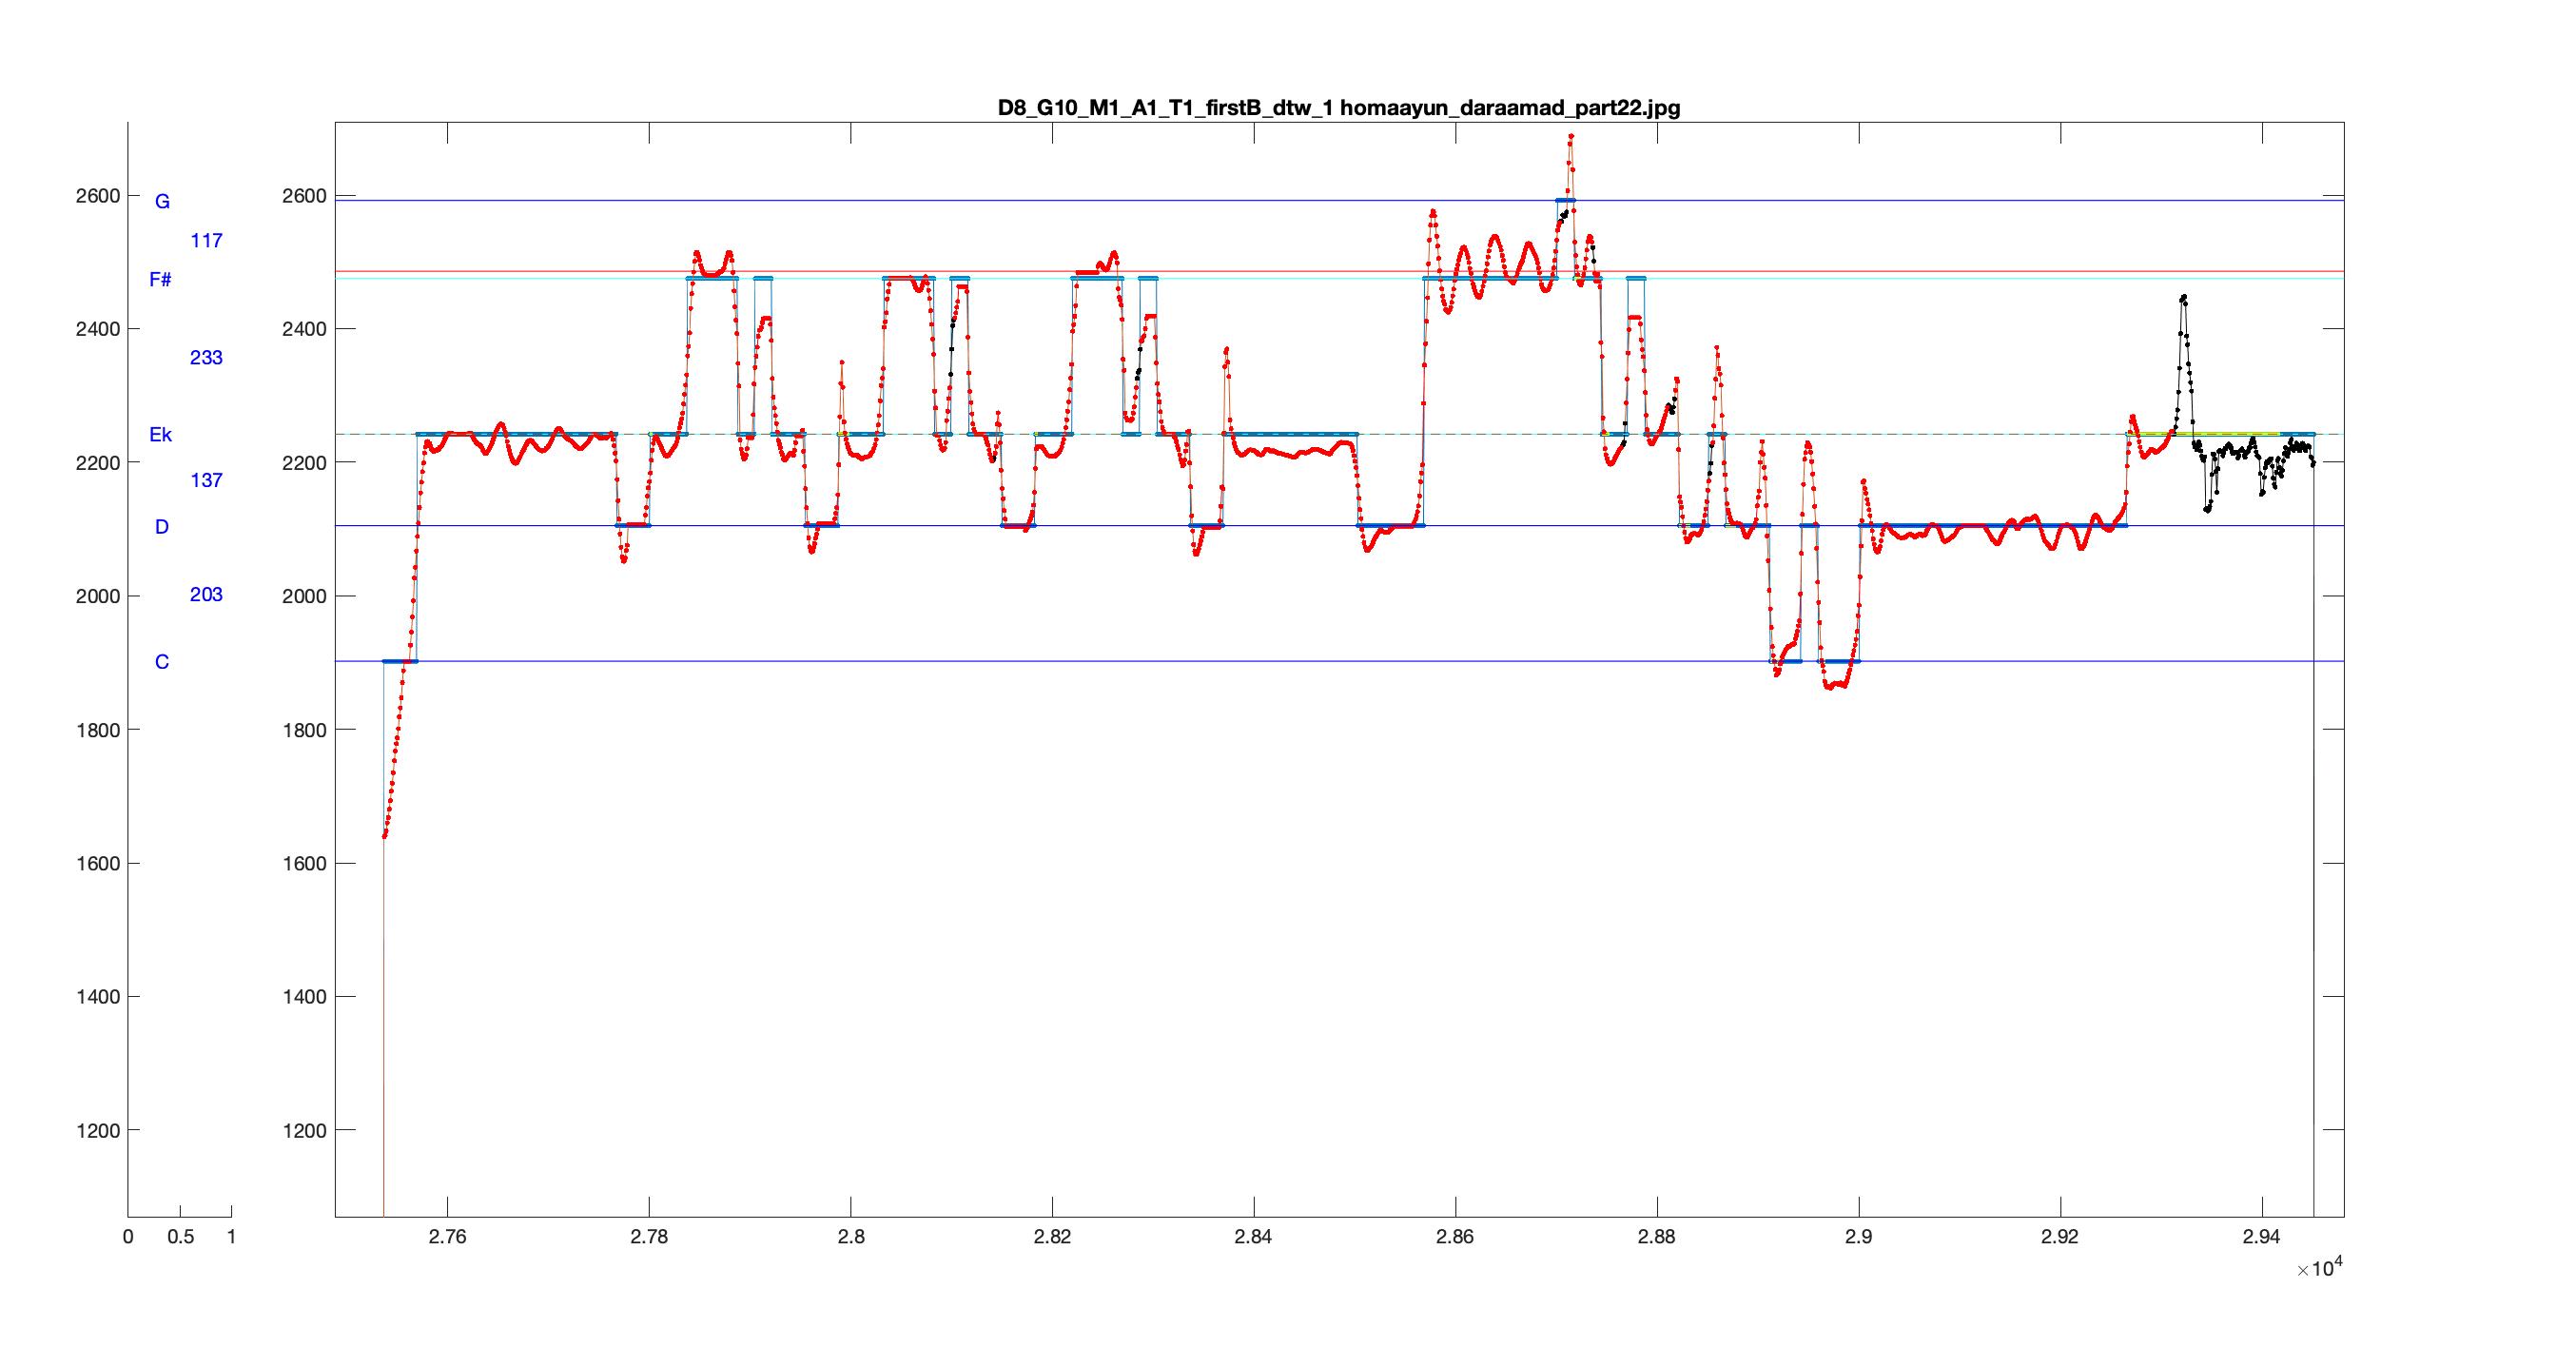 D8_G10_M1_A1_T1_firstB_dtw_1 homaayun_daraamad_part22.jpg
2600 G 2600
117
F#
2400 2400
233
Ek
2200 2200
137
D
2000 203 2000
C
1800 1800
1600 1600
1400 1400
1200 1200
0 0.5 1 2.76 2.78 2.8 2.82 2.84 2.86 2.88 2.9 2.92 2.94
×10^4